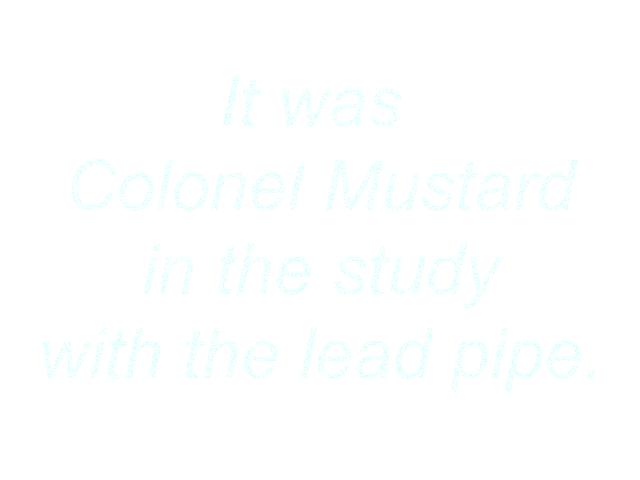 It was
Colonel Mustard
in the study
with the lead pipe.